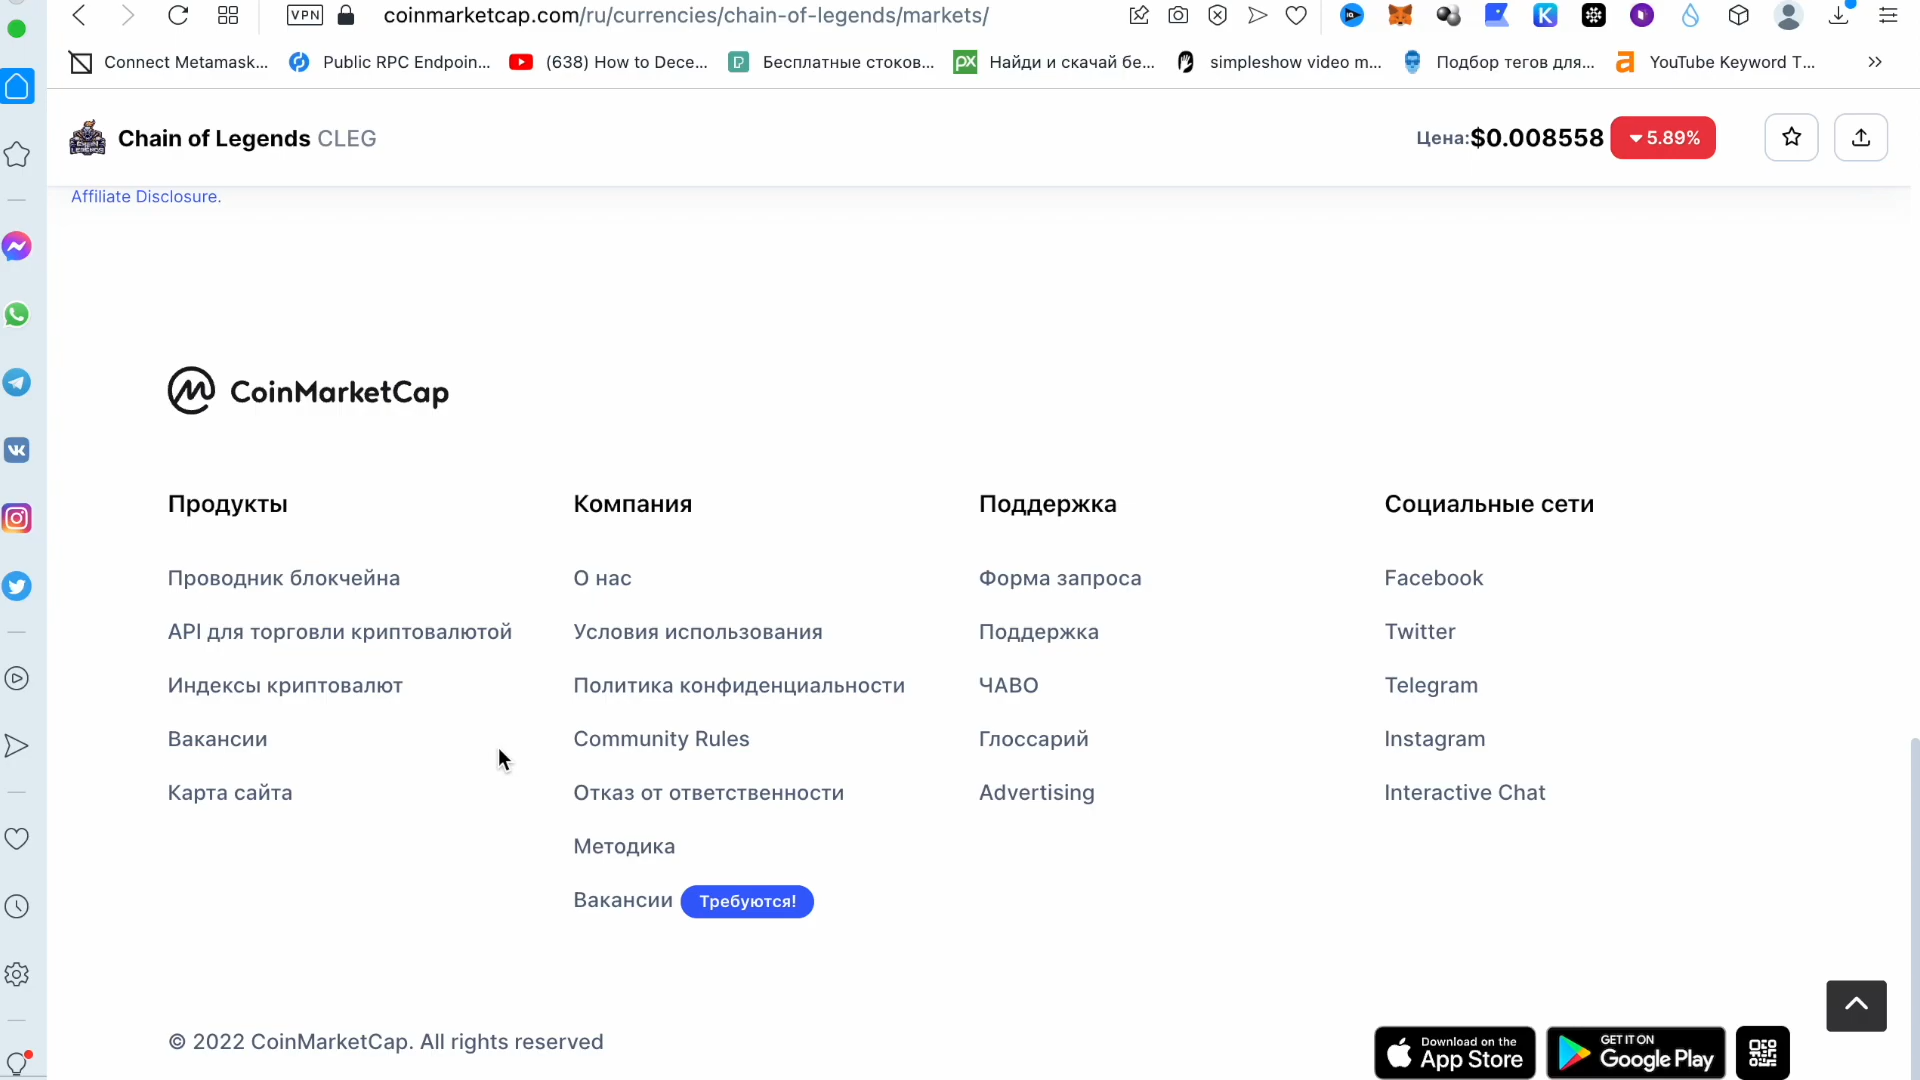 VPN coinmarketcap.com/ru/currencies/chain-of-legends/markets/
Connect Metamask... Public RPC Endpoin... (638) How to Dece... Бесплатные стоков... Найди и скачай бе... simpleshow video m... Подбор тегов для... YouTube Keyword T...
Chain of Legends CLEG Цена:$0.008558 5.89%
Affiliate Disclosure.
CoinMarketCap
Продукты Компания Поддержка Социальные сети
Проводник блокчейна О нас Форма запроса Facebook
API для торговли криптовалютой Условия использования Поддержка Twitter
Индексы криптовалют Политика конфиденциальности ЧАВО Telegram
Вакансии Community Rules Глоссарий Instagram
Карта сайта Отказ от ответственности Advertising Interactive Chat
Методика
Вакансии Требуются!
© 2022 CoinMarketCap. All rights reserved
Download on the App Store
GET IT ON Google Play